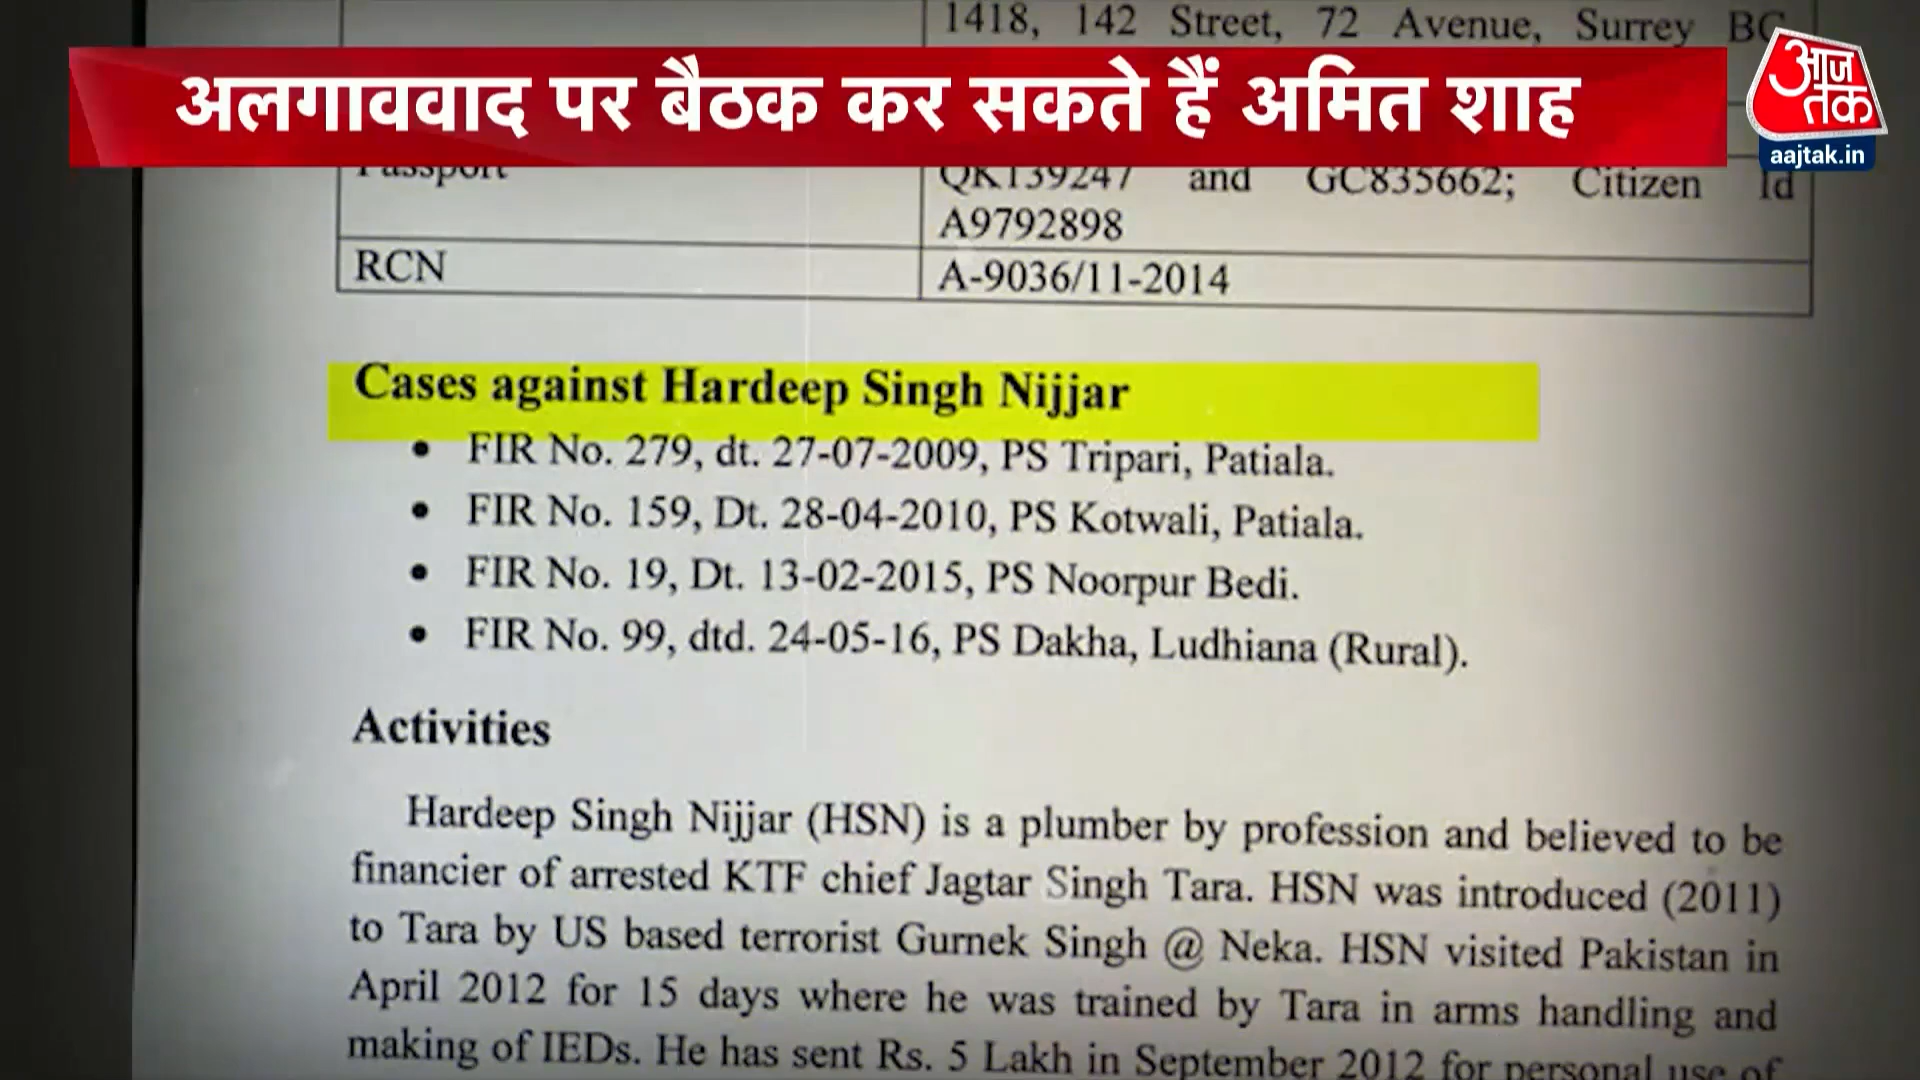 1418, 142 Street, 72 Avenue, Surrey BC
अलगाववाद पर बैठक कर सकते हैं अमित शाह
आज तक
aajtak.in
Passport
QK139247 and GC835662; Citizen Id
A9792898
RCN
A-9036/11-2014
Cases against Hardeep Singh Nijjar
• FIR No. 279, dt. 27-07-2009, PS Tripari, Patiala.
• FIR No. 159, Dt. 28-04-2010, PS Kotwali, Patiala.
• FIR No. 19, Dt. 13-02-2015, PS Noorpur Bedi.
• FIR No. 99, dtd. 24-05-16, PS Dakha, Ludhiana (Rural).
Activities
Hardeep Singh Nijjar (HSN) is a plumber by profession and believed to be
financier of arrested KTF chief Jagtar Singh Tara. HSN was introduced (2011)
to Tara by US based terrorist Gurnek Singh @ Neka. HSN visited Pakistan in
April 2012 for 15 days where he was trained by Tara in arms handling and
making of IEDs. He has sent Rs. 5 Lakh in September 2012 for personal use of